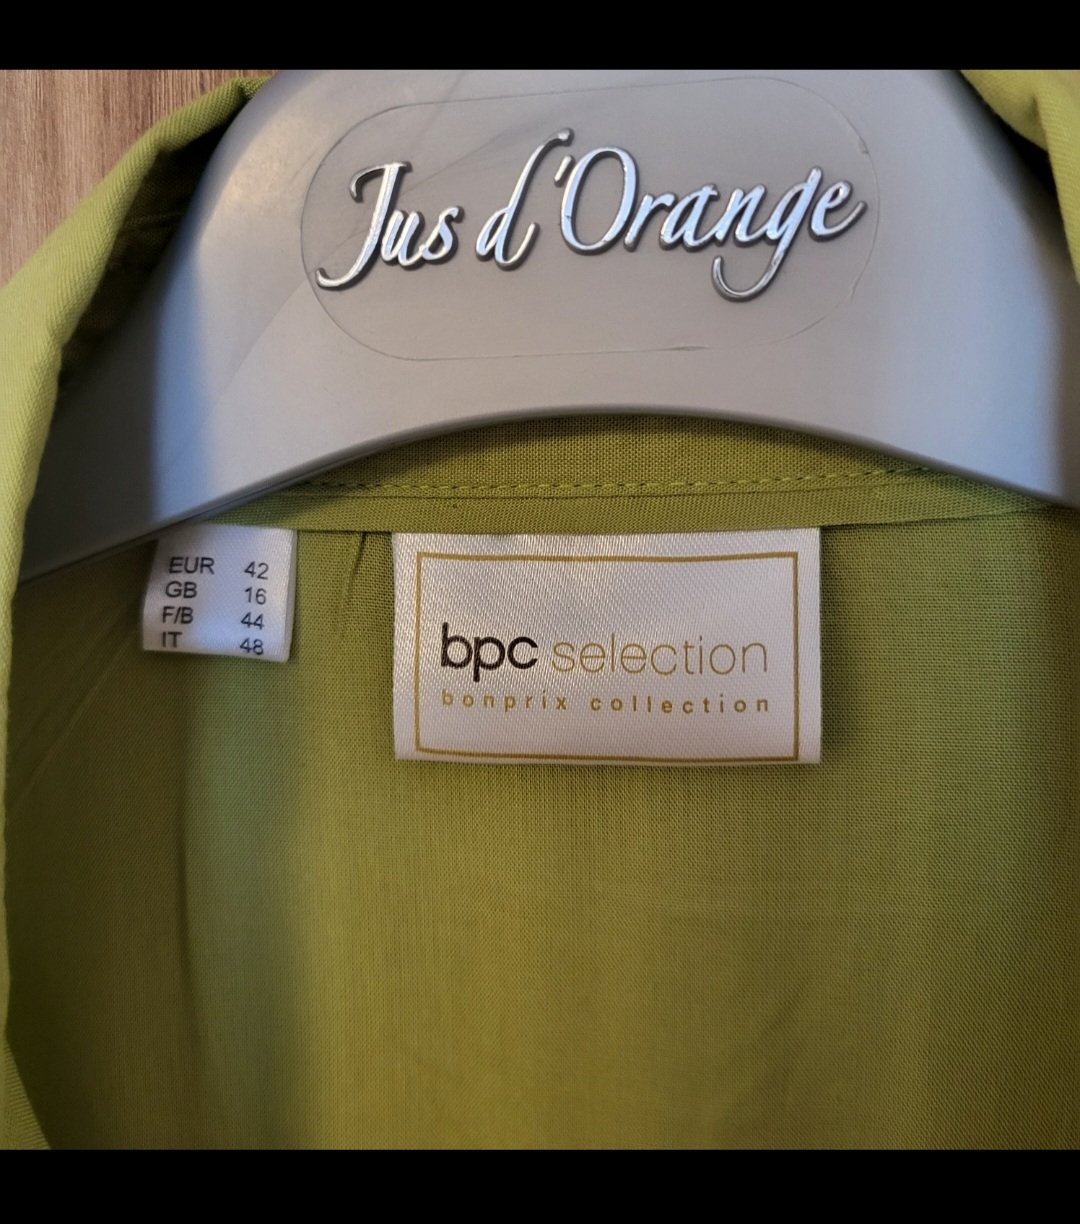 Jus d'Orange
EUR 42
GB 16
F/B 44
IT 48
bpc selection
bonprix collection